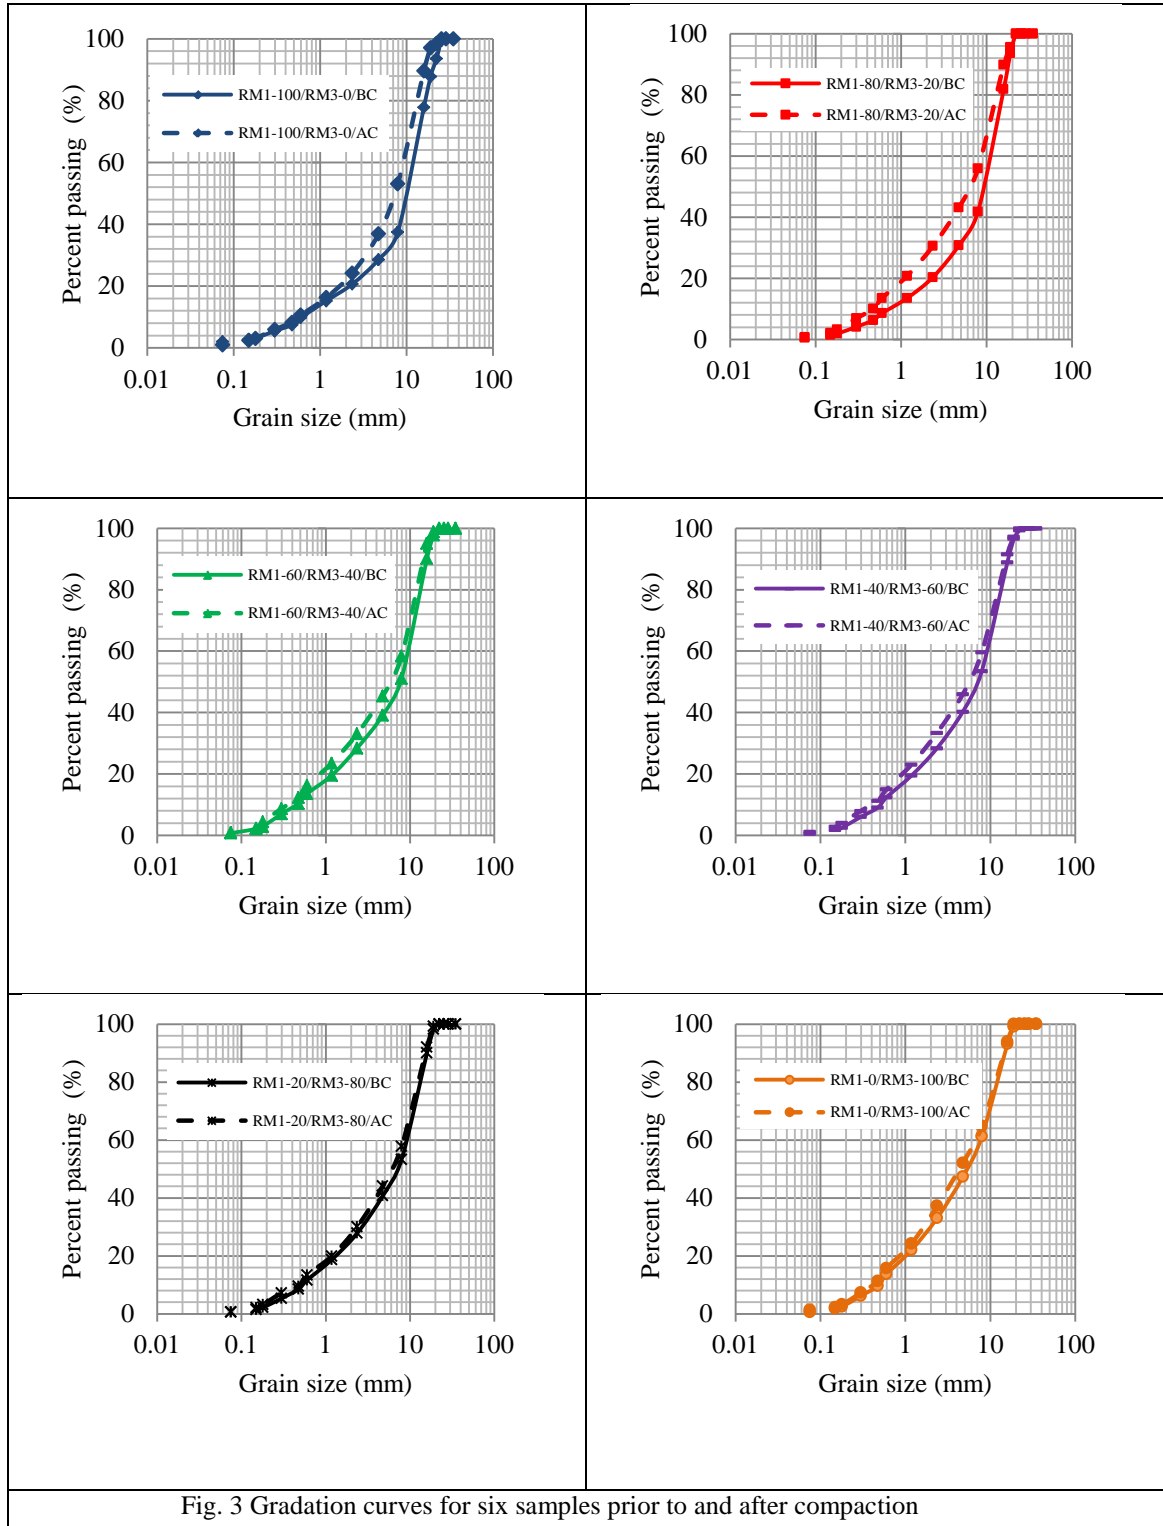 100
80
60
40
20
0
Percent passing (%)
RM1-100/RM3-0/BC
RM1-100/RM3-0/AC
0.01 0.1 1 10 100
Grain size (mm)
100
80
60
40
20
0
Percent passing (%)
RM1-80/RM3-20/BC
RM1-80/RM3-20/AC
0.01 0.1 1 10 100
Grain size (mm)
100
80
60
40
20
0
Percent passing (%)
RM1-60/RM3-40/BC
RM1-60/RM3-40/AC
0.01 0.1 1 10 100
Grain size (mm)
100
80
60
40
20
0
Percent passing (%)
RM1-40/RM3-60/BC
RM1-40/RM3-60/AC
0.01 0.1 1 10 100
Grain size (mm)
100
80
60
40
20
0
Percent passing (%)
RM1-20/RM3-80/BC
RM1-20/RM3-80/AC
0.01 0.1 1 10 100
Grain size (mm)
100
80
60
40
20
0
Percent passing (%)
RM1-0/RM3-100/BC
RM1-0/RM3-100/AC
0.01 0.1 1 10 100
Grain size (mm)
Fig. 3 Gradation curves for six samples prior to and after compaction